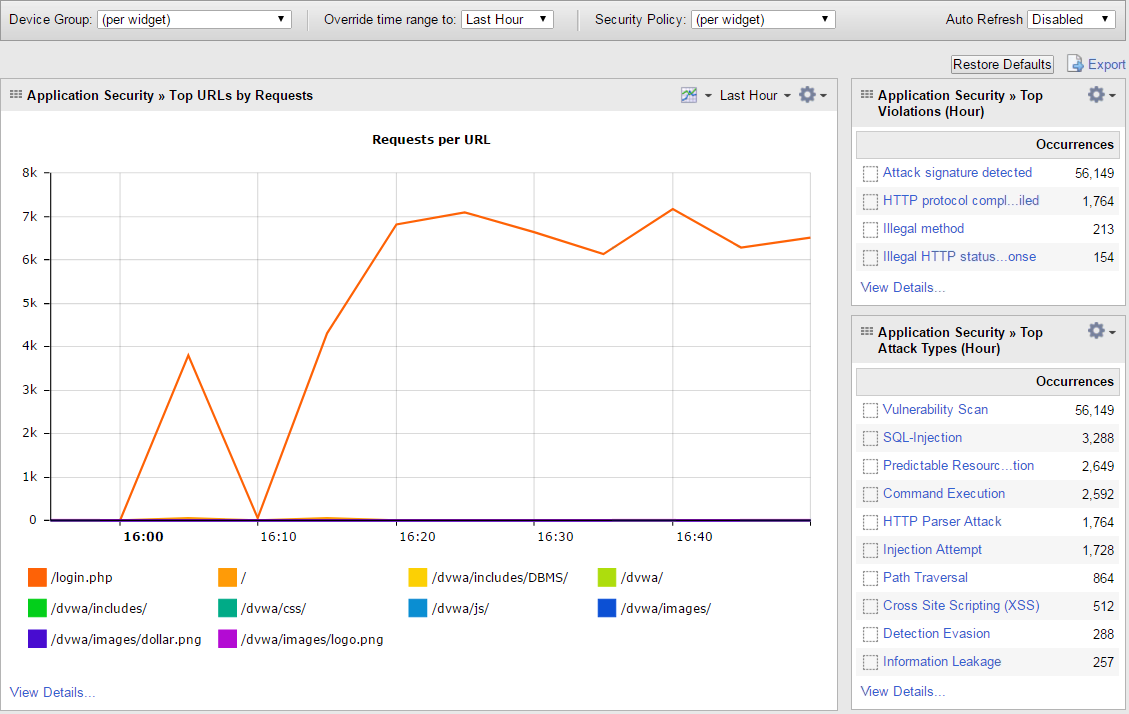 Device Group: (per widget) Override time range to: Last Hour Security Policy: (per widget) Auto Refresh Disabled
Restore Defaults Export
Application Security » Top URLs by Requests Last Hour
Requests per URL
8k
7k
6k
5k
4k
3k
2k
1k
0
16:00 16:10 16:20 16:30 16:40
/login.php / /dvwa/includes/DBMS/ /dvwa/
/dvwa/includes/ /dvwa/css/ /dvwa/js/ /dvwa/images/
/dvwa/images/dollar.png /dvwa/images/logo.png
View Details...
Application Security » Top
Violations (Hour)
Occurrences
Attack signature detected 56,149
HTTP protocol compl...iled 1,764
Illegal method 213
Illegal HTTP status...onse 154
View Details...
Application Security » Top
Attack Types (Hour)
Occurrences
Vulnerability Scan 56,149
SQL-Injection 3,288
Predictable Resourc...tion 2,649
Command Execution 2,592
HTTP Parser Attack 1,764
Injection Attempt 1,728
Path Traversal 864
Cross Site Scripting (XSS) 512
Detection Evasion 288
Information Leakage 257
View Details...